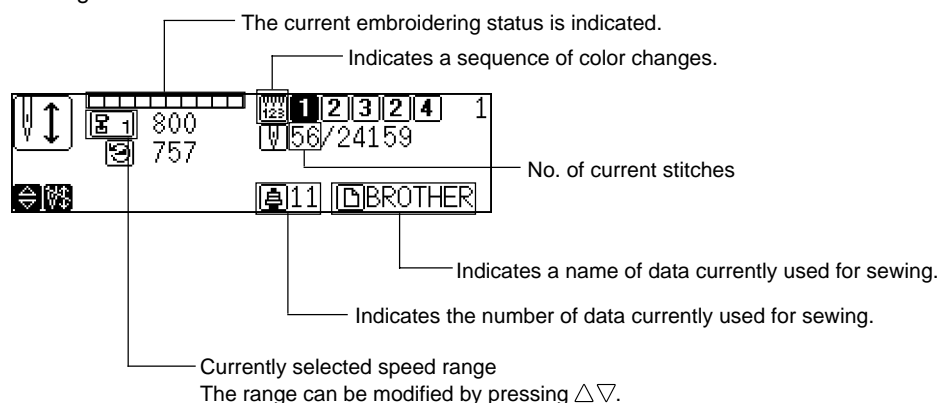 The current embroidering status is indicated.
Indicates a sequence of color changes.
123 1 2 3 2 4 1
1 800
56/24159
757
No. of current stitches
11 BROTHER
Indicates a name of data currently used for sewing.
Indicates the number of data currently used for sewing.
Currently selected speed range
The range can be modified by pressing △▽.